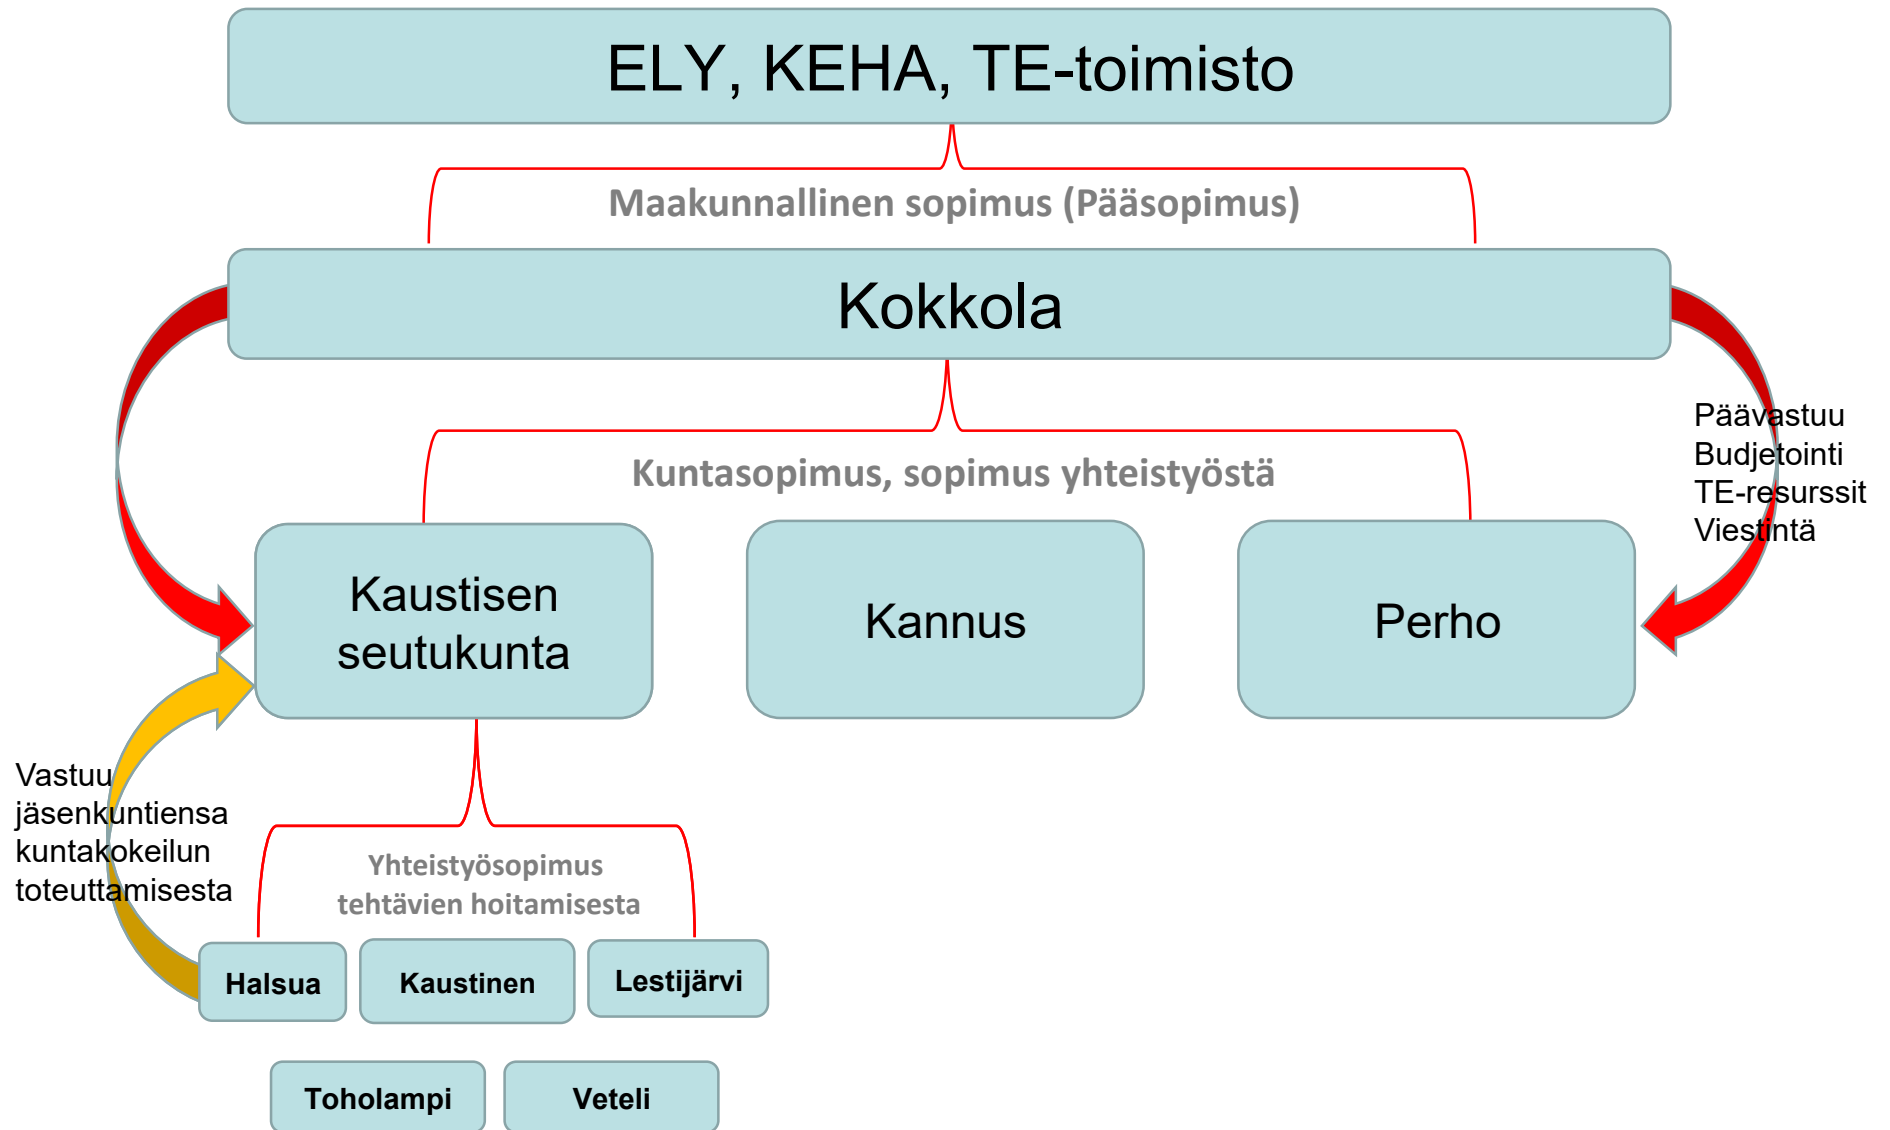 ELY, KEHA, TE-toimisto
Maakunnallinen sopimus (Pääsopimus)
Kokkola
Päävastuu
Budjetointi
TE-resurssit
Viestintä
Kuntasopimus, sopimus yhteistyöstä
Kaustisen
seutukunta
Kannus
Perho
Vastuu
jäsenkuntiensa
kuntakokeilun
toteuttamisesta
Yhteistyösopimus
tehtävien hoitamisesta
Halsua
Kaustinen
Lestijärvi
Toholampi
Veteli